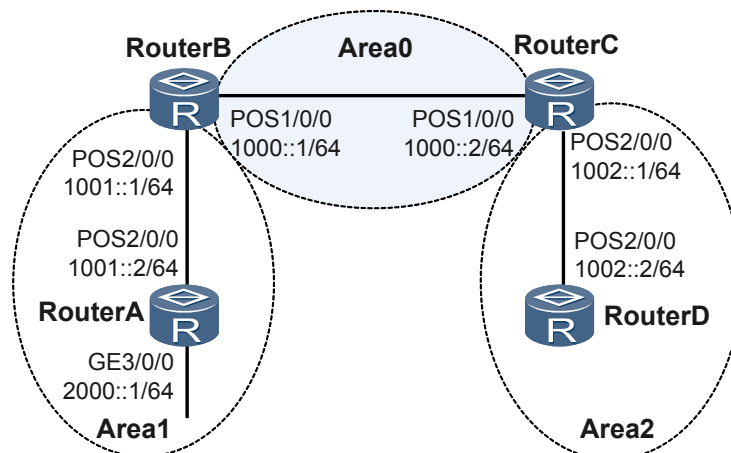 RouterB
Area0
RouterC
R
R
POS1/0/0
1000::1/64
POS1/0/0
1000::2/64
POS2/0/0
1001::1/64
POS2/0/0
1002::1/64
POS2/0/0
1001::2/64
POS2/0/0
1002::2/64
RouterA
R
R
RouterD
GE3/0/0
2000::1/64
Area1
Area2